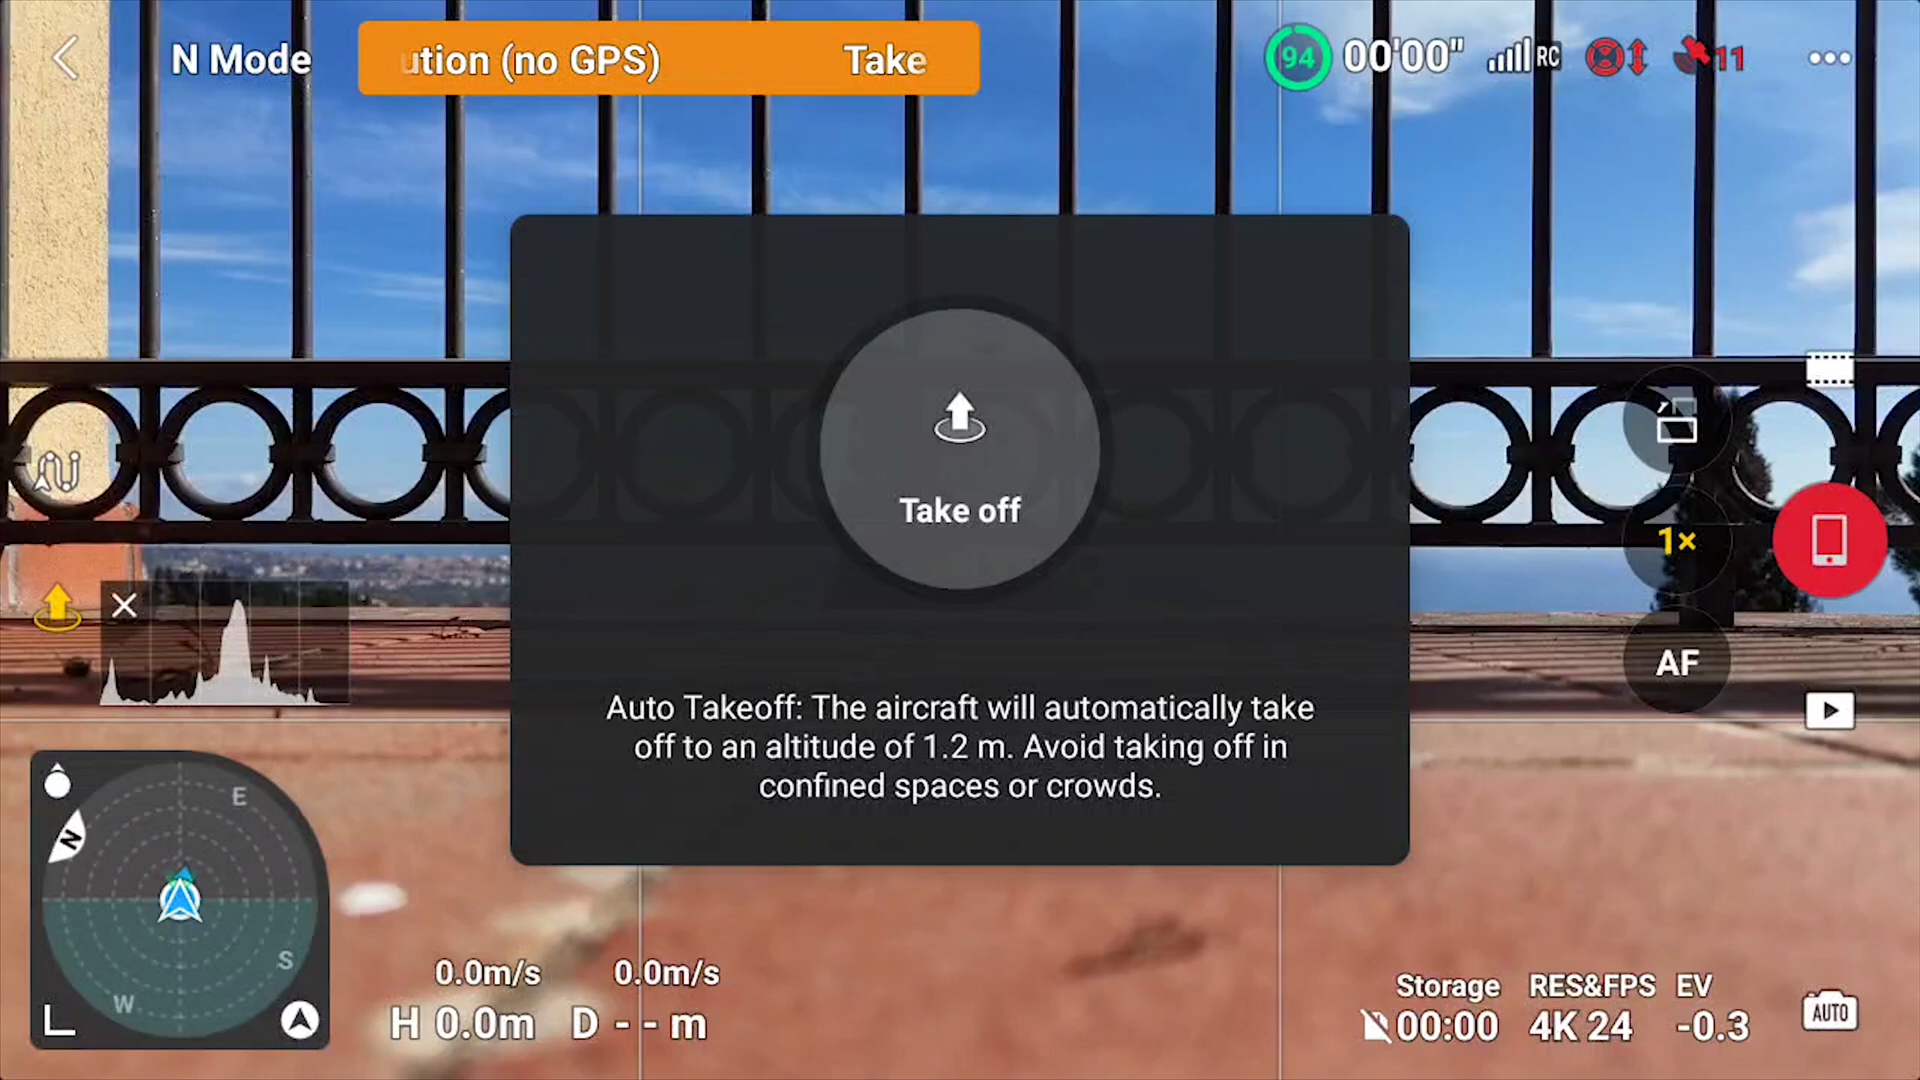 N Mode
ution (no GPS) Take
94 00'00" RC 11
Take off
1×
AF
Auto Takeoff: The aircraft will automatically take
off to an altitude of 1.2 m. Avoid taking off in
confined spaces or crowds.
E
N
S
W
0.0m/s 0.0m/s
H 0.0m D - - m
Storage RES&FPS EV
00:00 4K 24 -0.3
AUTO